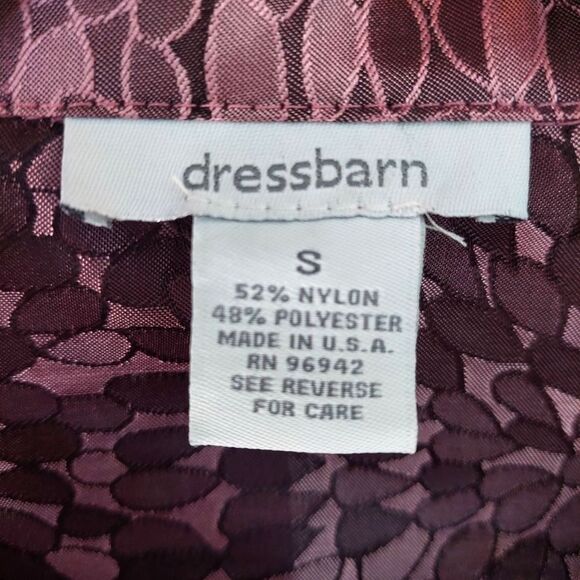 dressbarn
S
52% NYLON
48% POLYESTER
MADE IN U.S.A.
RN 96942
SEE REVERSE
FOR CARE